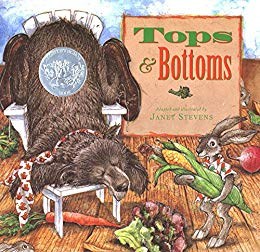 Tops
& Bottoms
Adapted and illustrated by
JANET STEVENS